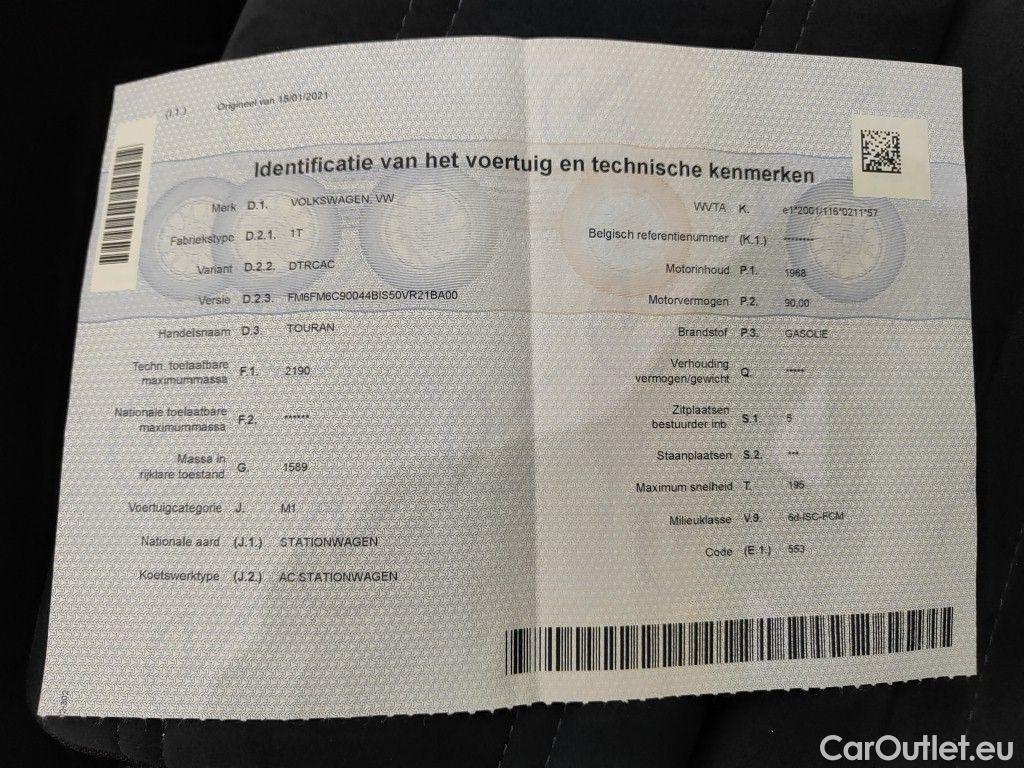 (I.1.) Origineel van 15/01/2021
Identificatie van het voertuig en technische kenmerken
Merk D.1. VOLKSWAGEN, VW
Fabriekstype D.2.1. 1T
Variant D.2.2. DTRCAC
Versie D.2.3. FM6FM6C90044BIS50VR21BA00
Handelsnaam D.3. TOURAN
Techn. toelaatbare
maximummassa F.1. 2190
Nationale toelaatbare
maximummassa F.2. ******
Massa in
rijklare toestand G. 1589
Voertuigcategorie J. M1
Nationale aard (J.1.) STATIONWAGEN
Koetswerktype (J.2.) AC STATIONWAGEN
WVTA K. e1*2001/116*0211*57
Belgisch referentienummer (K.1.) ********
Motorinhoud P.1. 1968
Motorvermogen P.2. 90,00
Brandstof P.3. GASOLIE
Verhouding
vermogen/gewicht Q. *****
Zitplaatsen
bestuurder inb. S.1. 5
Staanplaatsen S.2. ***
Maximum snelheid T. 195
Milieuklasse V.9. 6d-ISC-FCM
Code (E.1.) 553
CarOutlet.eu